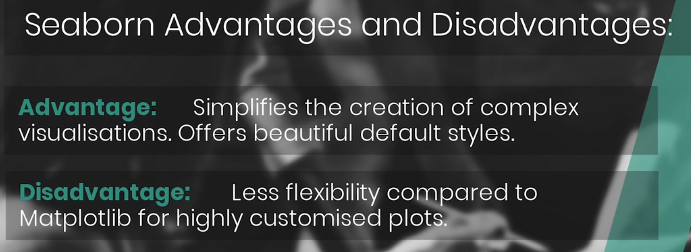 Seaborn Advantages and Disadvantages:
Advantage: Simplifies the creation of complex
visualisations. Offers beautiful default styles.
Disadvantage: Less flexibility compared to
Matplotlib for highly customised plots.